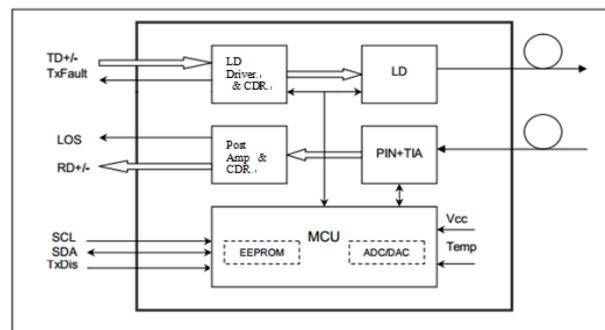 TD+/-
TxFault
LD
Driver
& CDR
LD
LOS
RD+/-
Post
Amp &
CDR
PIN+TIA
SCL
SDA
TxDis
MCU
EEPROM
ADC/DAC
Vcc
Temp